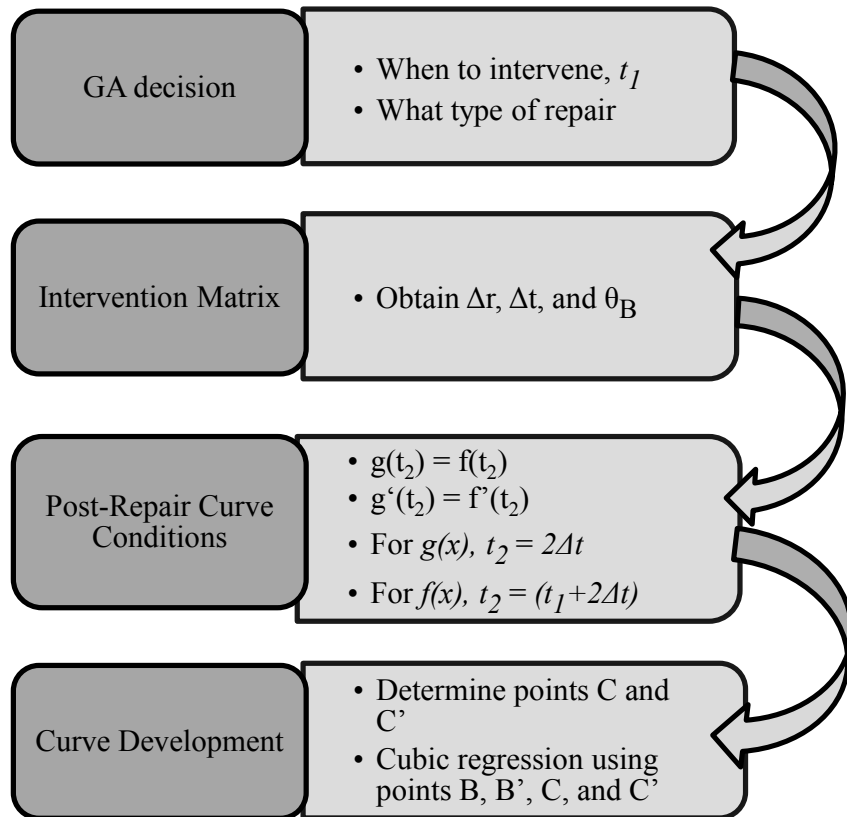 GA decision
• When to intervene, t₁
• What type of repair
Intervention Matrix
• Obtain Δr, Δt, and θ_B
Post-Repair Curve
Conditions
• g(t₂) = f(t₂)
• g‘(t₂) = f’(t₂)
• For g(x), t₂ = 2Δt
• For f(x), t₂ = (t₁+2Δt)
Curve Development
• Determine points C and
C’
• Cubic regression using
points B, B’, C, and C’